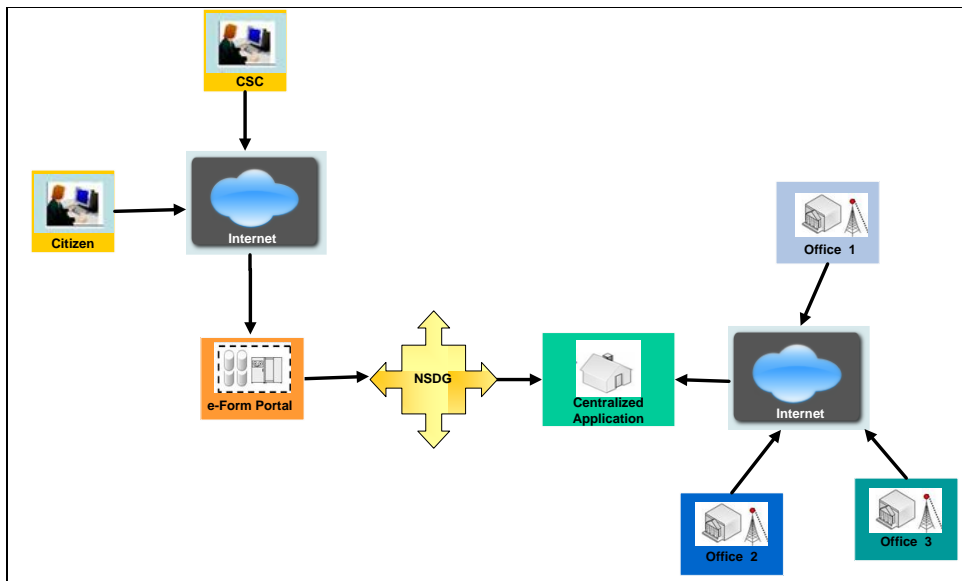 CSC
Citizen
Internet
Office 1
e-Form Portal
NSDG
Centralized
Application
Internet
Office 2
Office 3